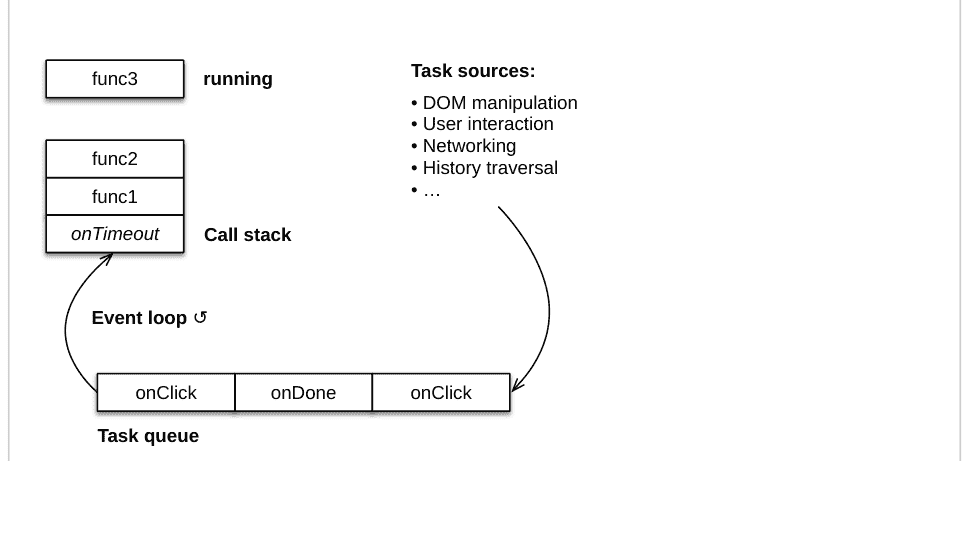 func3 running
func2
func1
onTimeout Call stack
Task sources:
• DOM manipulation
• User interaction
• Networking
• History traversal
• …
Event loop ↺
onClick onDone onClick
Task queue